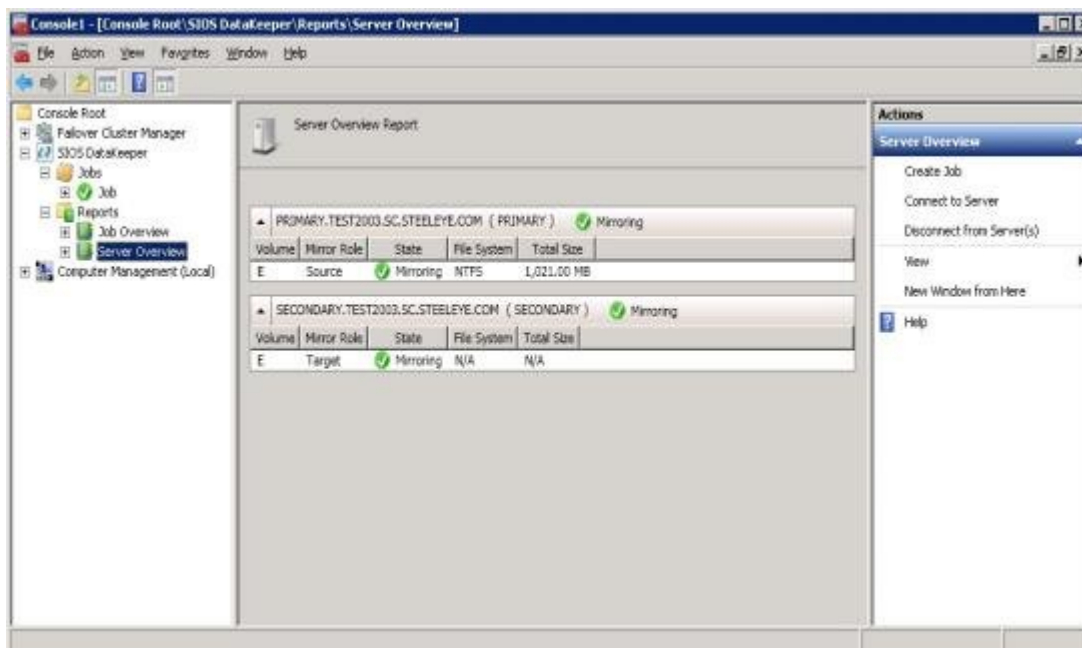 Console1 - [Console Root\SIOS DataKeeper\Reports\Server Overview]
File Action View Favorites Window Help
Console Root
Failover Cluster Manager
SIOS DataKeeper
Jobs
Job
Reports
Job Overview
Server Overview
Computer Management (Local)
Server Overview Report
PRIMARY.TEST2003.SC.STEELEYE.COM ( PRIMARY ) Mirroring
Volume Mirror Role State File System Total Size
E Source Mirroring NTFS 1,021.00 MB
SECONDARY.TEST2003.SC.STEELEYE.COM ( SECONDARY ) Mirroring
Volume Mirror Role State File System Total Size
E Target Mirroring N/A N/A
Actions
Server Overview
Create Job
Connect to Server
Disconnect from Server(s)
View
New Window from Here
Help